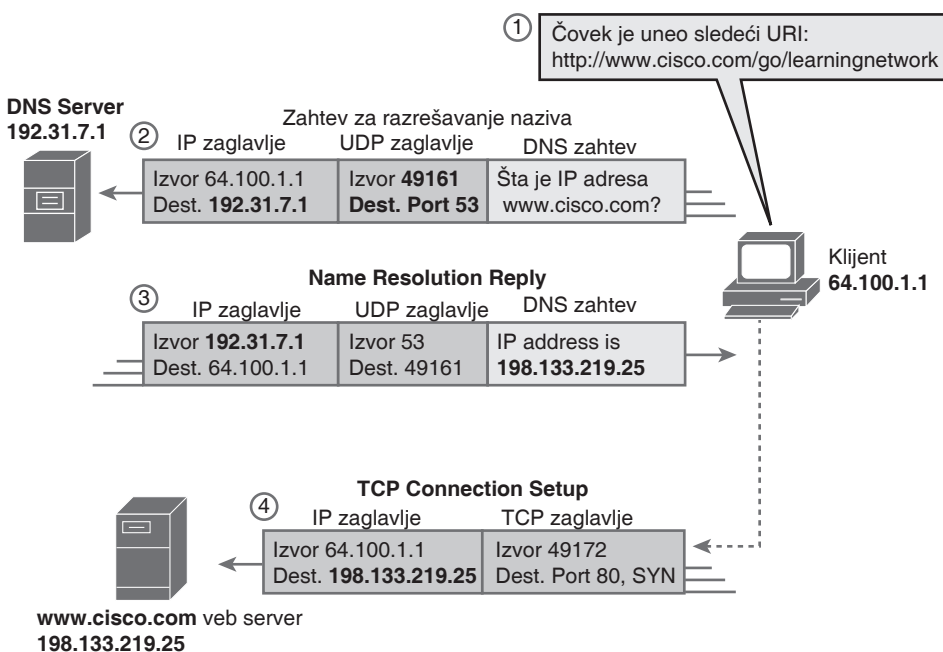 1
Čovek je uneo sledeći URI:
http://www.cisco.com/go/learningnetwork
DNS Server
192.31.7.1
2
Zahtev za razrešavanje naziva
IP zaglavlje
UDP zaglavlje
DNS zahtev
Izvor 64.100.1.1
Dest. 192.31.7.1
Izvor 49161
Dest. Port 53
Šta je IP adresa
www.cisco.com?
Klijent
64.100.1.1
Name Resolution Reply
3
IP zaglavlje
UDP zaglavlje
DNS zahtev
Izvor 192.31.7.1
Dest. 64.100.1.1
Izvor 53
Dest. 49161
IP address is
198.133.219.25
TCP Connection Setup
4
IP zaglavlje
TCP zaglavlje
Izvor 64.100.1.1
Dest. 198.133.219.25
Izvor 49172
Dest. Port 80, SYN
www.cisco.com veb server
198.133.219.25